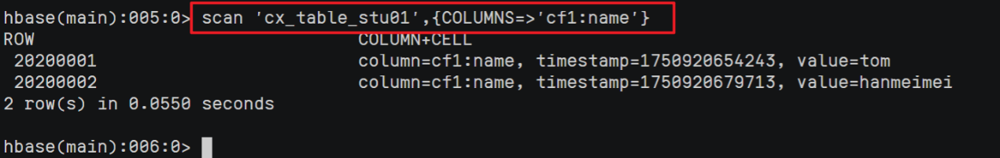 hbase(main):005:0> scan 'cx_table_stu01',{COLUMNS=>'cf1:name'}
ROW COLUMN+CELL
20200001 column=cf1:name, timestamp=1750920654243, value=tom
20200002 column=cf1:name, timestamp=1750920679713, value=hanmeimei
2 row(s) in 0.0550 seconds
hbase(main):006:0>